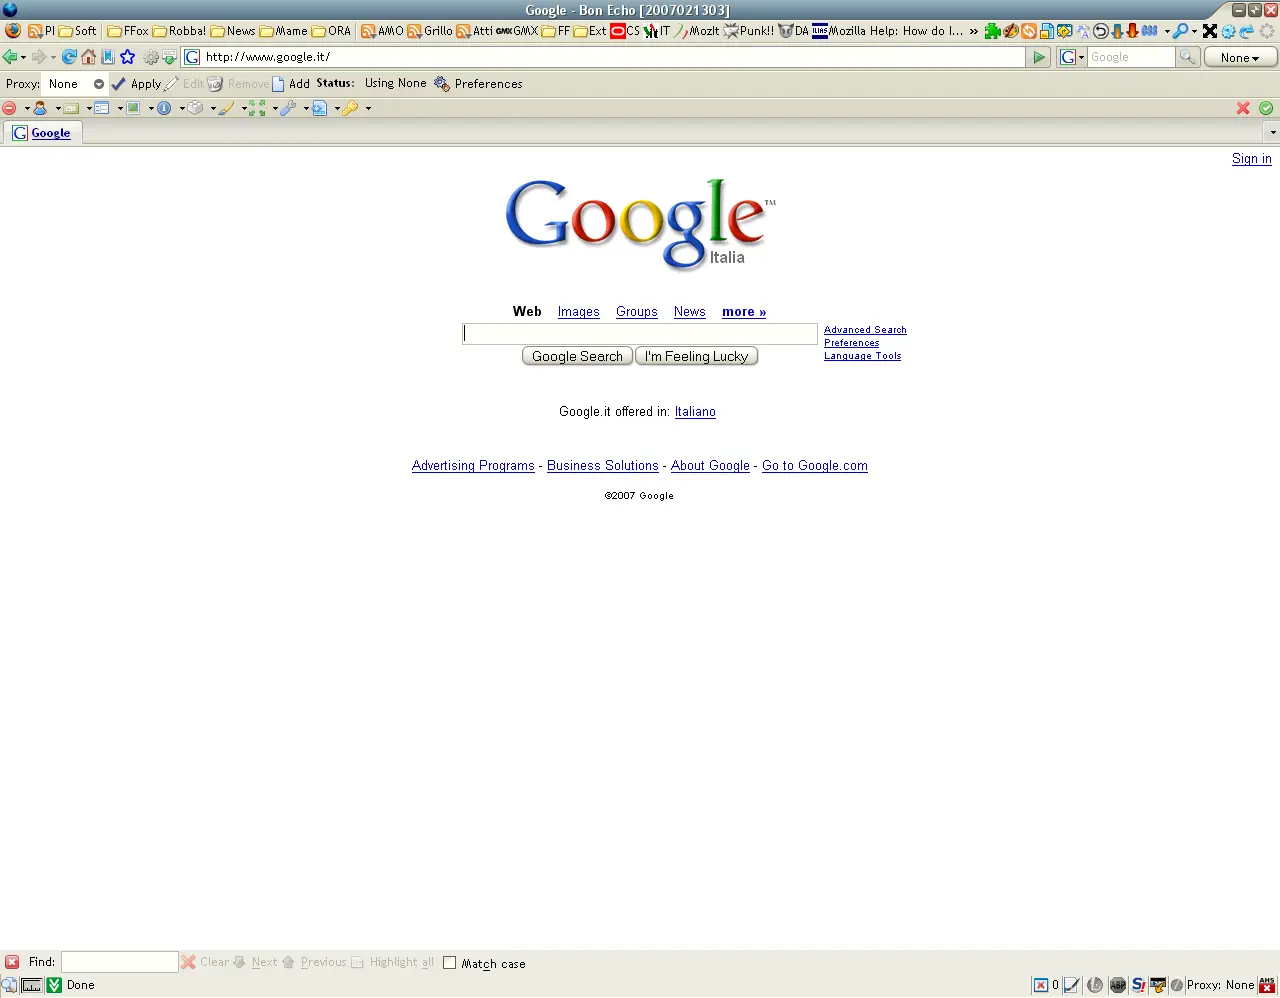 Google - Bon Echo [2007021303]
PI Soft FFox Robba! News Mame ORA AMO Grillo Atti GMX GMX FF Ext CS IT MozIt Punk!! DA ILIAS Mozilla Help: How do I... »
http://www.google.it/ Google None
Proxy: None Apply Edit Remove Add Status: Using None Preferences
Google
Sign in
Google™
Italia
Web Images Groups News more »
Advanced Search
Preferences
Language Tools
Google Search I'm Feeling Lucky
Google.it offered in: Italiano
Advertising Programs - Business Solutions - About Google - Go to Google.com
©2007 Google
Find: Clear Next Previous Highlight all Match case
Done 0 ABP Proxy: None